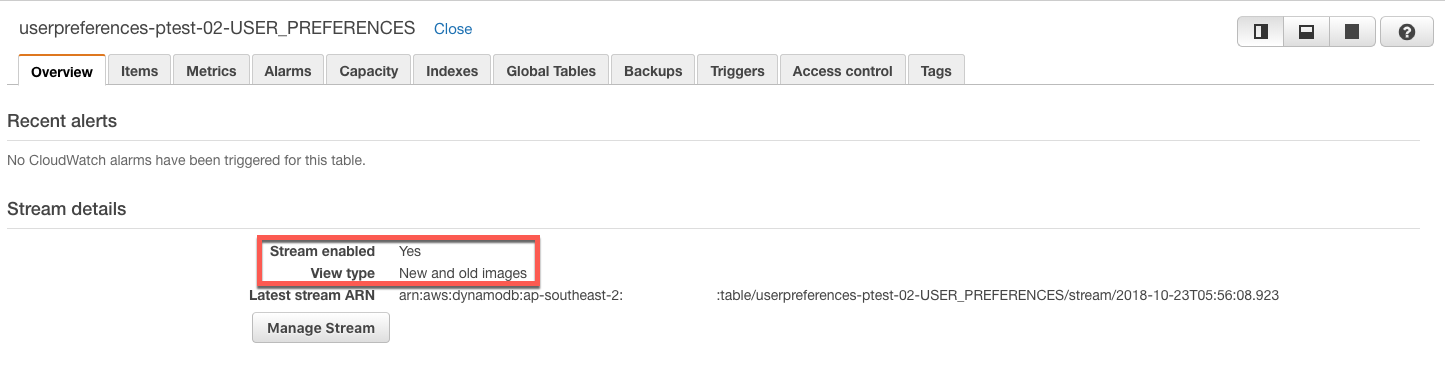 userpreferences-ptest-02-USER_PREFERENCES Close
Overview Items Metrics Alarms Capacity Indexes Global Tables Backups Triggers Access control Tags
Recent alerts
No CloudWatch alarms have been triggered for this table.
Stream details
Stream enabled Yes
View type New and old images
Latest stream ARN arn:aws:dynamodb:ap-southeast-2: :table/userpreferences-ptest-02-USER_PREFERENCES/stream/2018-10-23T05:56:08.923
Manage Stream